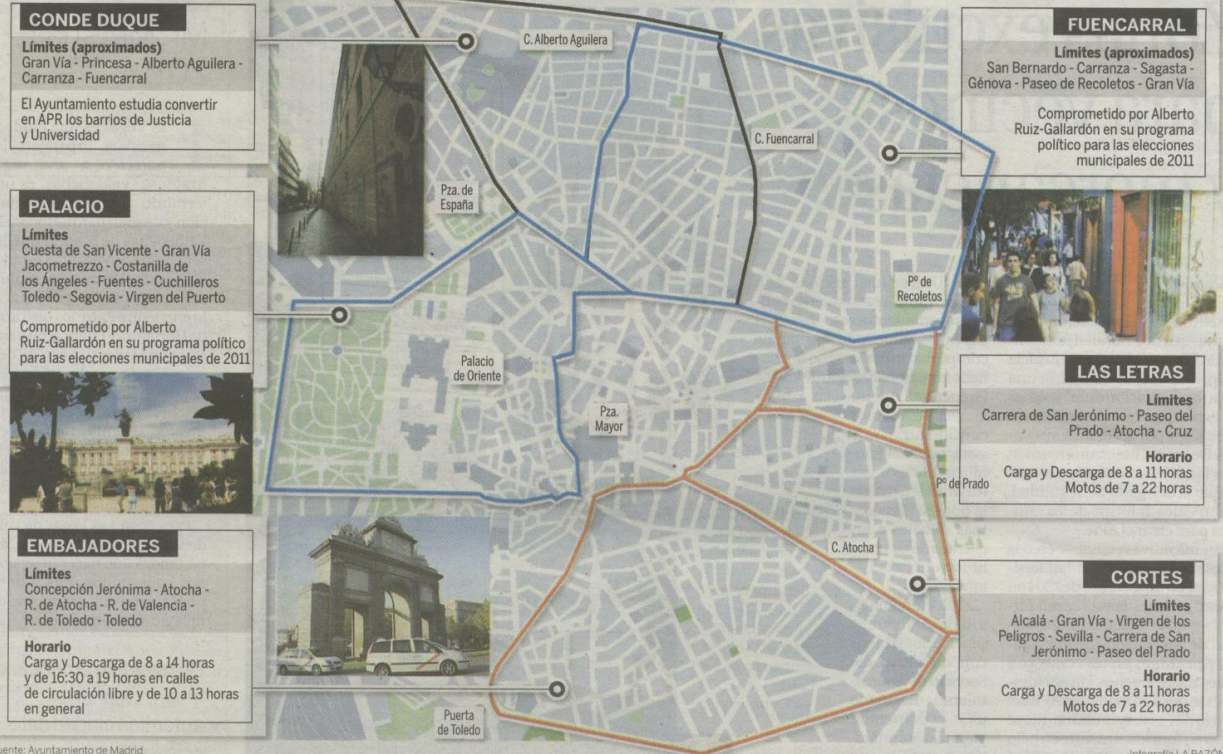 CONDE DUQUE
Límites (aproximados)
Gran Vía - Princesa - Alberto Aguilera -
Carranza - Fuencarral
El Ayuntamiento estudia convertir
en APR los barrios de Justicia
y Universidad
PALACIO
Límites
Cuesta de San Vicente - Gran Vía
Jacometrezzo - Costanilla de
los Ángeles - Fuentes - Cuchilleros
Toledo - Segovia - Virgen del Puerto
Comprometido por Alberto
Ruiz-Gallardón en su programa político
para las elecciones municipales de 2011
EMBAJADORES
Límites
Concepción Jerónima - Atocha -
R. de Atocha - R. de Valencia -
R. de Toledo - Toledo
Horario
Carga y Descarga de 8 a 14 horas
y de 16:30 a 19 horas en calles
de circulación libre y de 10 a 13 horas
en general
C. Alberto Aguilera
C. Fuencarral
Pza. de
España
Pº de
Recoletos
Palacio
de Oriente
Pza.
Mayor
Pº de Prado
C. Atocha
Puerta
de Toledo
FUENCARRAL
Límites (aproximados)
San Bernardo - Carranza - Sagasta -
Génova - Paseo de Recoletos - Gran Vía
Comprometido por Alberto
Ruiz-Gallardón en su programa
político para las elecciones
municipales de 2011
LAS LETRAS
Límites
Carrera de San Jerónimo - Paseo del
Prado - Atocha - Cruz
Horario
Carga y Descarga de 8 a 11 horas
Motos de 7 a 22 horas
CORTES
Límites
Alcalá - Gran Vía - Virgen de los
Peligros - Sevilla - Carrera de San
Jerónimo - Paseo del Prado
Horario
Carga y Descarga de 8 a 11 horas
Motos de 7 a 22 horas
uente: Ayuntamiento de Madrid
Infografía LA RAZÓN